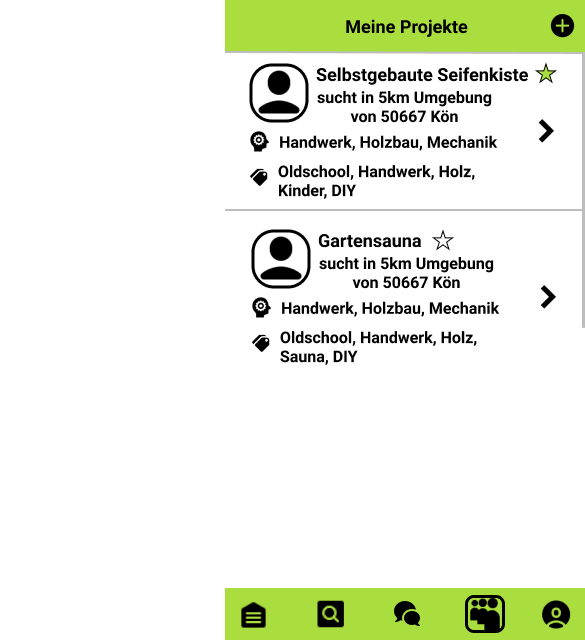 Meine Projekte
Selbstgebaute Seifenkiste
sucht in 5km Umgebung
von 50667 Kön
Handwerk, Holzbau, Mechanik
Oldschool, Handwerk, Holz,
Kinder, DIY
Gartensauna
sucht in 5km Umgebung
von 50667 Kön
Handwerk, Holzbau, Mechanik
Oldschool, Handwerk, Holz,
Sauna, DIY